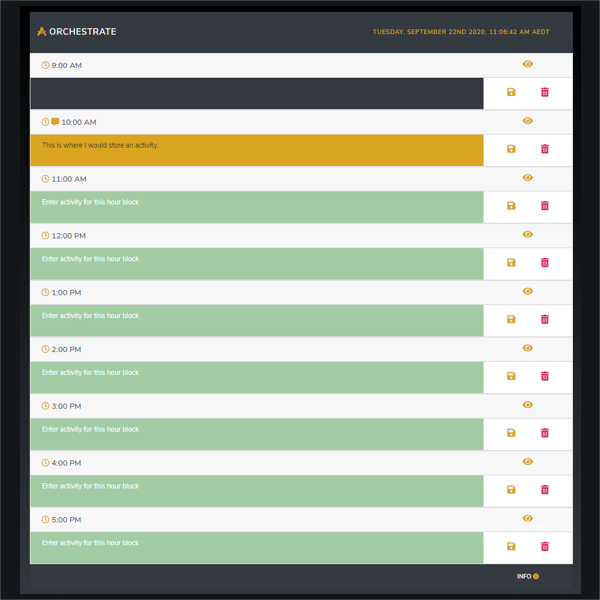 ORCHESTRATE
TUESDAY, SEPTEMBER 22ND 2020, 11:06:42 AM AEDT
9:00 AM
10:00 AM
This is where I would store an activity.
11:00 AM
Enter activity for this hour block
12:00 PM
Enter activity for this hour block
1:00 PM
Enter activity for this hour block
2:00 PM
Enter activity for this hour block
3:00 PM
Enter activity for this hour block
4:00 PM
Enter activity for this hour block
5:00 PM
Enter activity for this hour block
INFO